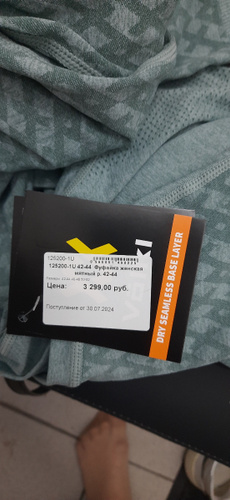 125200-1U
125200-1U 42-44 Фуфайка женская
мятный р. 42-44
Цена: 3 299,00 руб.
Поступление от 30.07.2024
DRY SEAMLESS BASE LAYER